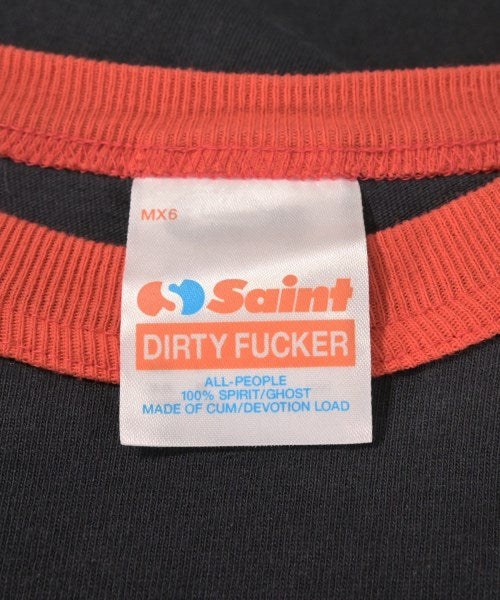 MX6
Saint
DIRTY FUCKER
ALL-PEOPLE
100% SPIRIT/GHOST
MADE OF CUM/DEVOTION LOAD